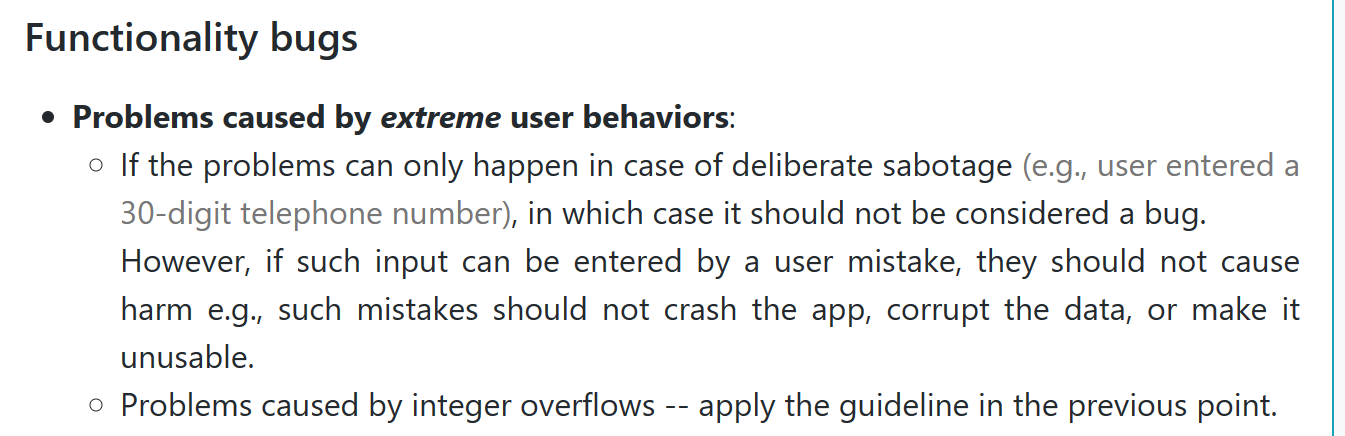 Functionality bugs
• Problems caused by extreme user behaviors:
○ If the problems can only happen in case of deliberate sabotage (e.g., user entered a
30-digit telephone number), in which case it should not be considered a bug.
However, if such input can be entered by a user mistake, they should not cause
harm e.g., such mistakes should not crash the app, corrupt the data, or make it
unusable.
○ Problems caused by integer overflows -- apply the guideline in the previous point.